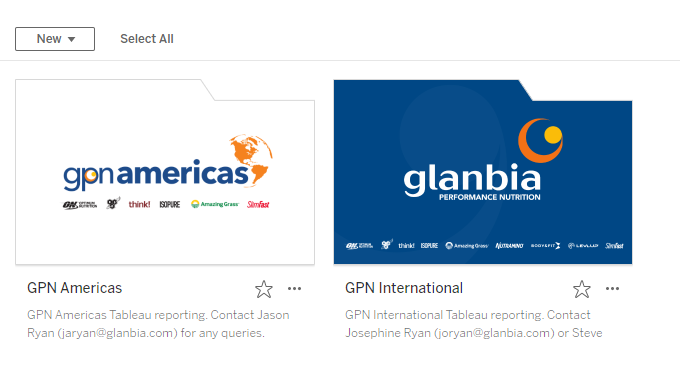 New
Select All
gpnamericas
ON OPTIMUM NUTRITION
think!
ISOPURE
Amazing Grass
SlimFast
glanbia
PERFORMANCE NUTRITION
ON OPTIMUM NUTRITION
think!
ISOPURE
Amazing Grass
NUTRAMINO
BODY&FIT
LEVLUP
SlimFast
GPN Americas
GPN Americas Tableau reporting. Contact Jason
Ryan (jaryan@glanbia.com) for any queries.
GPN International
GPN International Tableau reporting. Contact
Josephine Ryan (joryan@glanbia.com) or Steve